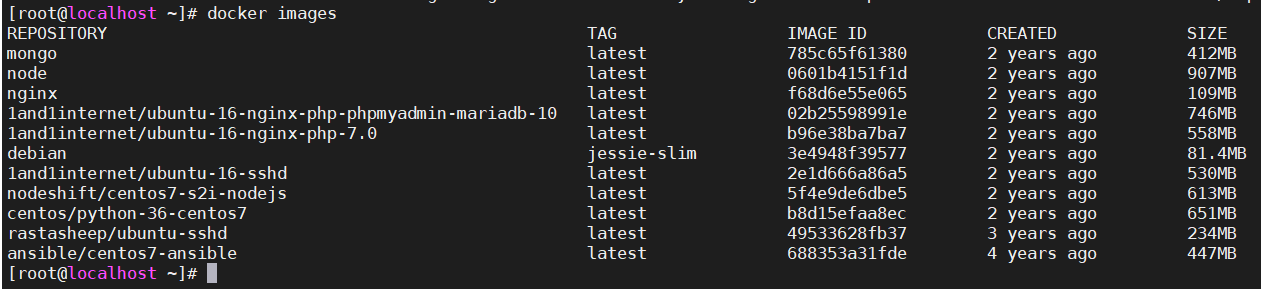 [root@localhost ~]# docker images
REPOSITORY TAG IMAGE ID CREATED SIZE
mongo latest 785c65f61380 2 years ago 412MB
node latest 0601b4151f1d 2 years ago 907MB
nginx latest f68d6e55e065 2 years ago 109MB
1and1internet/ubuntu-16-nginx-php-phpmyadmin-mariadb-10 latest 02b25598991e 2 years ago 746MB
1and1internet/ubuntu-16-nginx-php-7.0 latest b96e38ba7ba7 2 years ago 558MB
debian jessie-slim 3e4948f39577 2 years ago 81.4MB
1and1internet/ubuntu-16-sshd latest 2e1d666a86a5 2 years ago 530MB
nodeshift/centos7-s2i-nodejs latest 5f4e9de6dbe5 2 years ago 613MB
centos/python-36-centos7 latest b8d15efaa8ec 2 years ago 651MB
rastasheep/ubuntu-sshd latest 49533628fb37 3 years ago 234MB
ansible/centos7-ansible latest 688353a31fde 4 years ago 447MB
[root@localhost ~]#